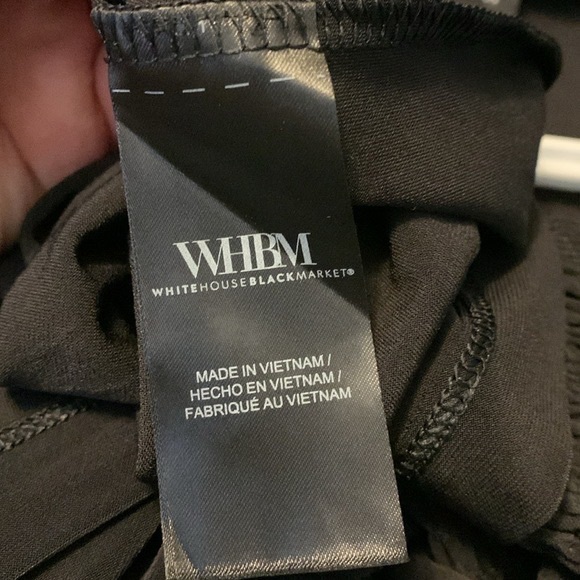 WHBM
WHITEHOUSEBLACKMARKET®
MADE IN VIETNAM /
HECHO EN VIETNAM /
FABRIQUÉ AU VIETNAM